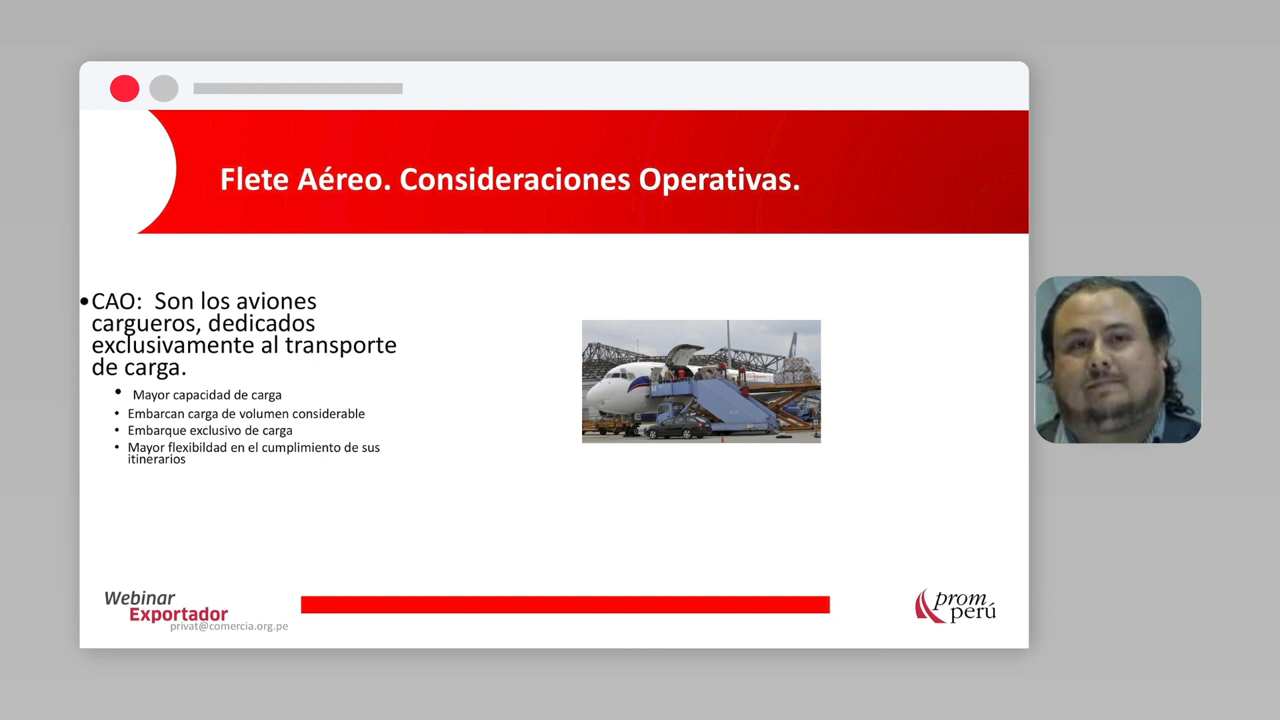 Flete Aéreo. Consideraciones Operativas.
•CAO:  Son los aviones
cargueros, dedicados
exclusivamente al transporte
de carga.
• Mayor capacidad de carga
• Embarcan carga de volumen considerable
• Embarque exclusivo de carga
• Mayor flexibildad en el cumplimiento de sus
itinerarios
Webinar
Exportador
privat@comercia.org.pe
prom
perú